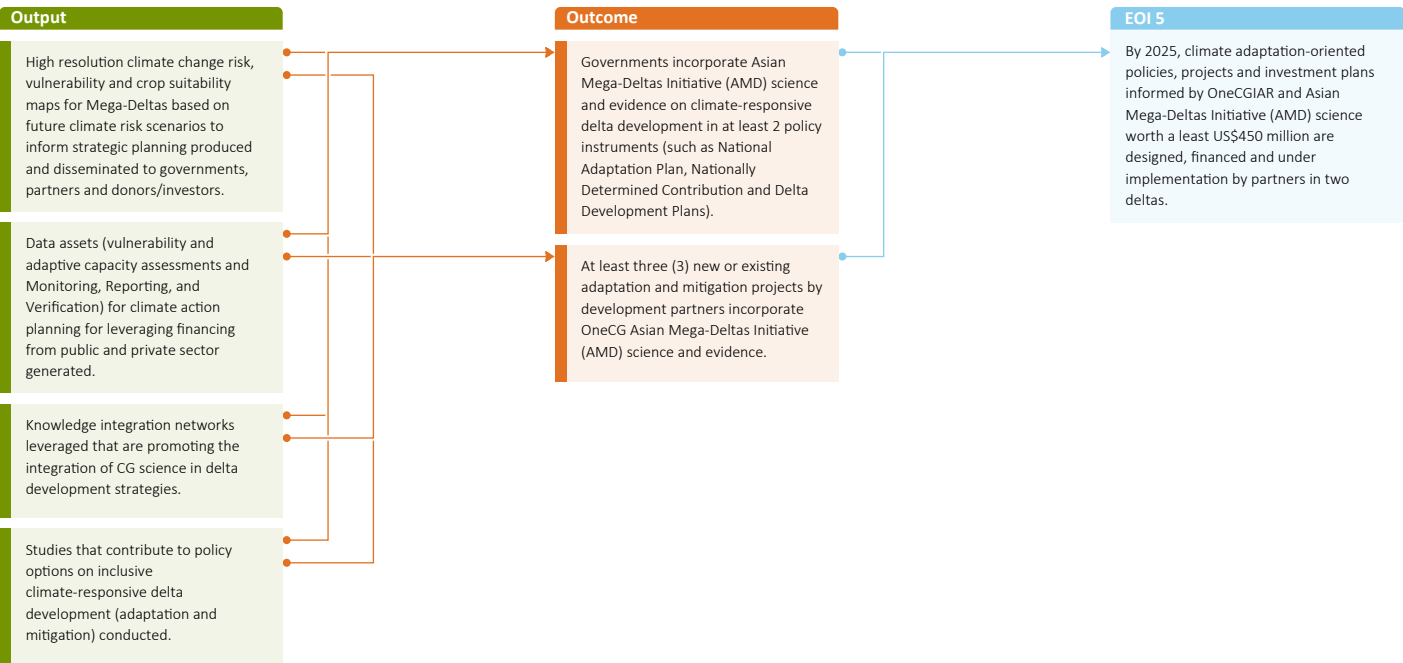 Output
High resolution climate change risk,
vulnerability and crop suitability
maps for Mega-Deltas based on
future climate risk scenarios to
inform strategic planning produced
and disseminated to governments,
partners and donors/investors.
Data assets (vulnerability and
adaptive capacity assessments and
Monitoring, Reporting, and
Verification) for climate action
planning for leveraging financing
from public and private sector
generated.
Knowledge integration networks
leveraged that are promoting the
integration of CG science in delta
development strategies.
Studies that contribute to policy
options on inclusive
climate-responsive delta
development (adaptation and
mitigation) conducted.
Outcome
Governments incorporate Asian
Mega-Deltas Initiative (AMD) science
and evidence on climate-responsive
delta development in at least 2 policy
instruments (such as National
Adaptation Plan, Nationally
Determined Contribution and Delta
Development Plans).
At least three (3) new or existing
adaptation and mitigation projects by
development partners incorporate
OneCG Asian Mega-Deltas Initiative
(AMD) science and evidence.
EOI 5
By 2025, climate adaptation-oriented
policies, projects and investment plans
informed by OneCGIAR and Asian
Mega-Deltas Initiative (AMD) science
worth a least US$450 million are
designed, financed and under
implementation by partners in two
deltas.